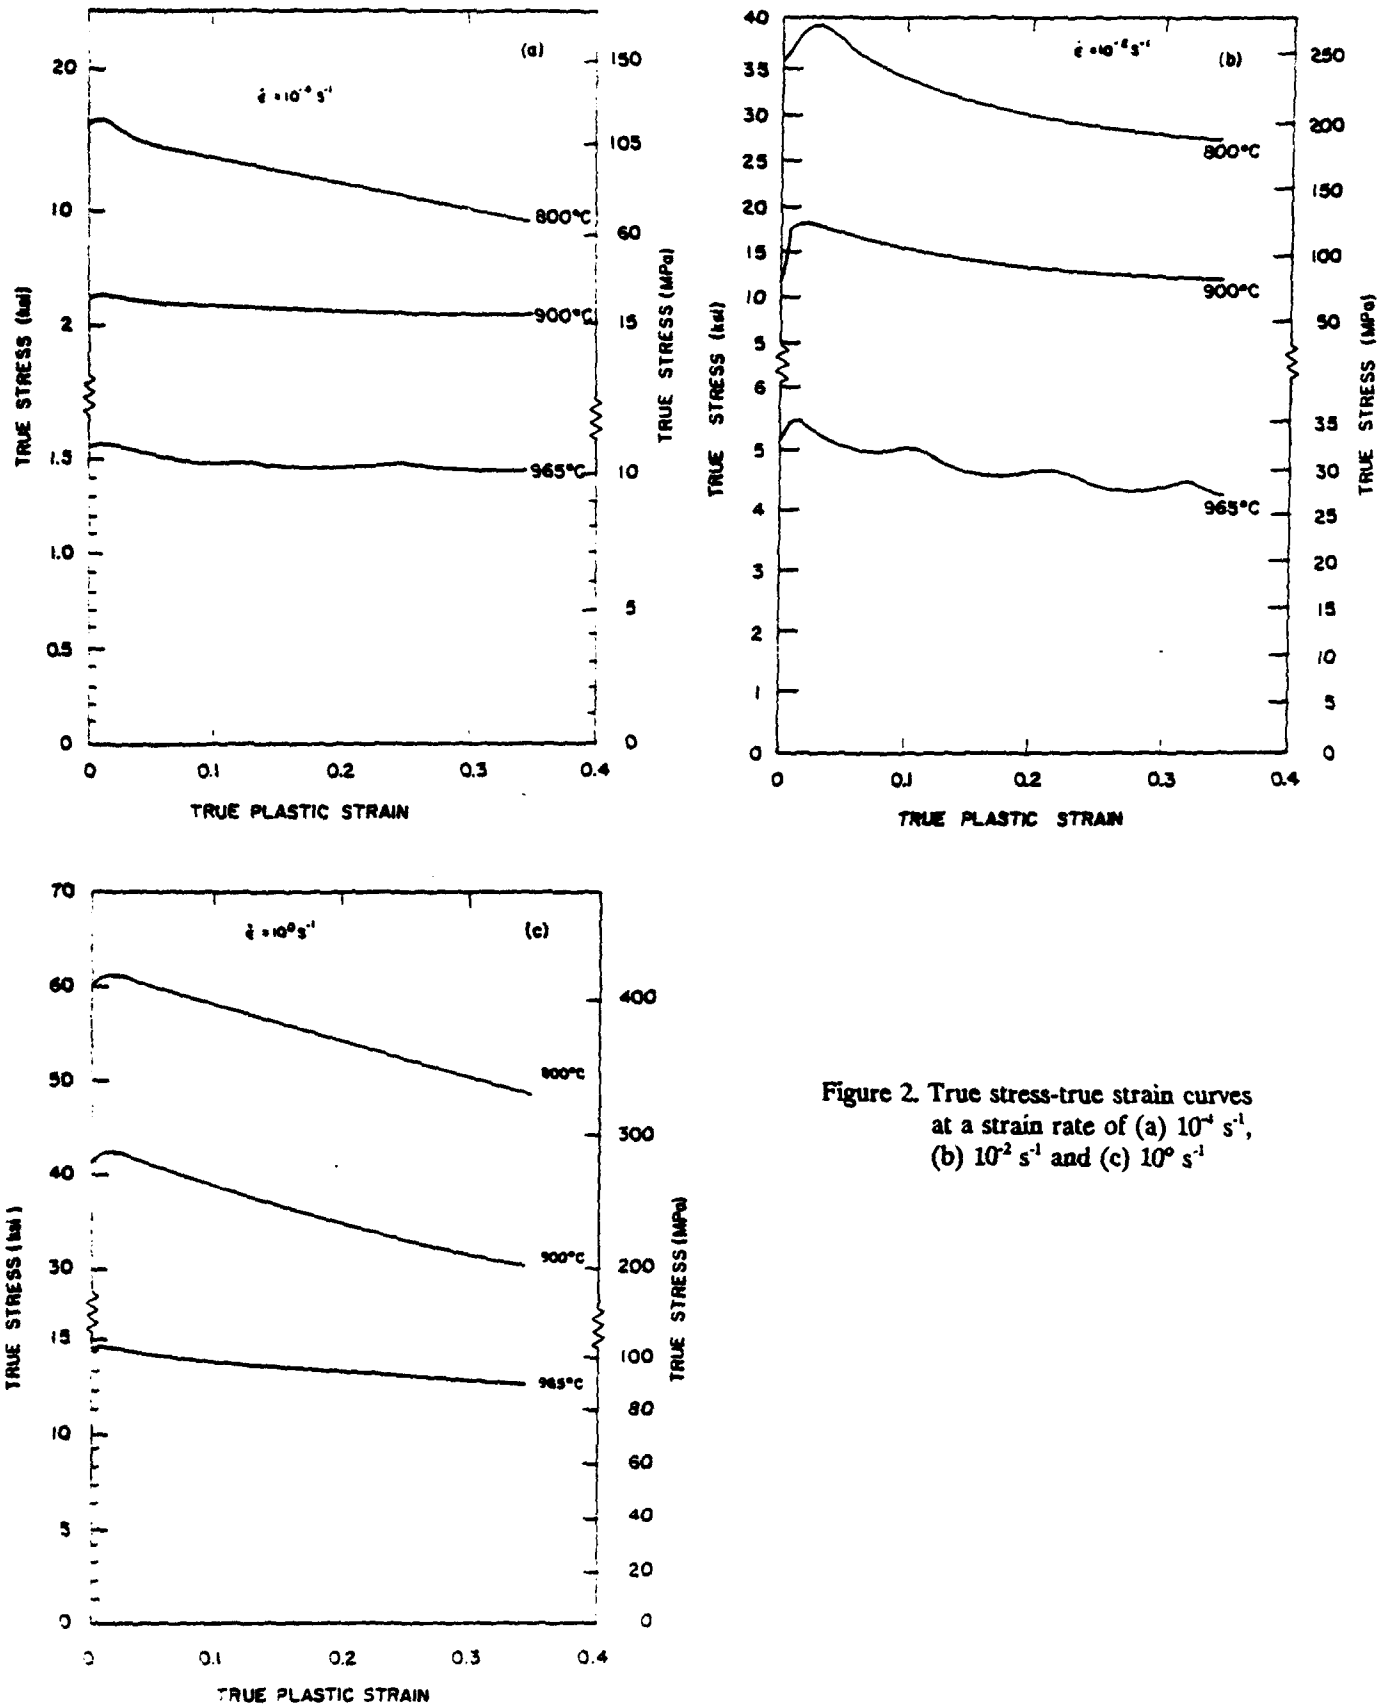 (a)
ε̇ = 10⁻⁴ s⁻¹
20
10
2
1.5
1.0
0.5
0
150
105
60
15
10
5
0
800°C
900°C
965°C
TRUE STRESS (ksi)
TRUE STRESS (MPa)
0 0.1 0.2 0.3 0.4
TRUE PLASTIC STRAIN
(b)
ε̇ = 10⁻² s⁻¹
40
35
30
25
20
15
10
5
6
5
4
3
2
1
0
250
200
150
100
50
35
30
25
20
15
10
5
0
800°C
900°C
965°C
TRUE STRESS (ksi)
TRUE STRESS (MPa)
0 0.1 0.2 0.3 0.4
TRUE PLASTIC STRAIN
(c)
ε̇ = 10⁰ s⁻¹
70
60
50
40
30
15
10
5
0
400
300
200
100
80
60
40
20
0
800°C
900°C
965°C
TRUE STRESS (ksi)
TRUE STRESS (MPa)
0 0.1 0.2 0.3 0.4
TRUE PLASTIC STRAIN
Figure 2. True stress-true strain curves
at a strain rate of (a) 10⁻⁴ s⁻¹,
(b) 10⁻² s⁻¹ and (c) 10⁰ s⁻¹